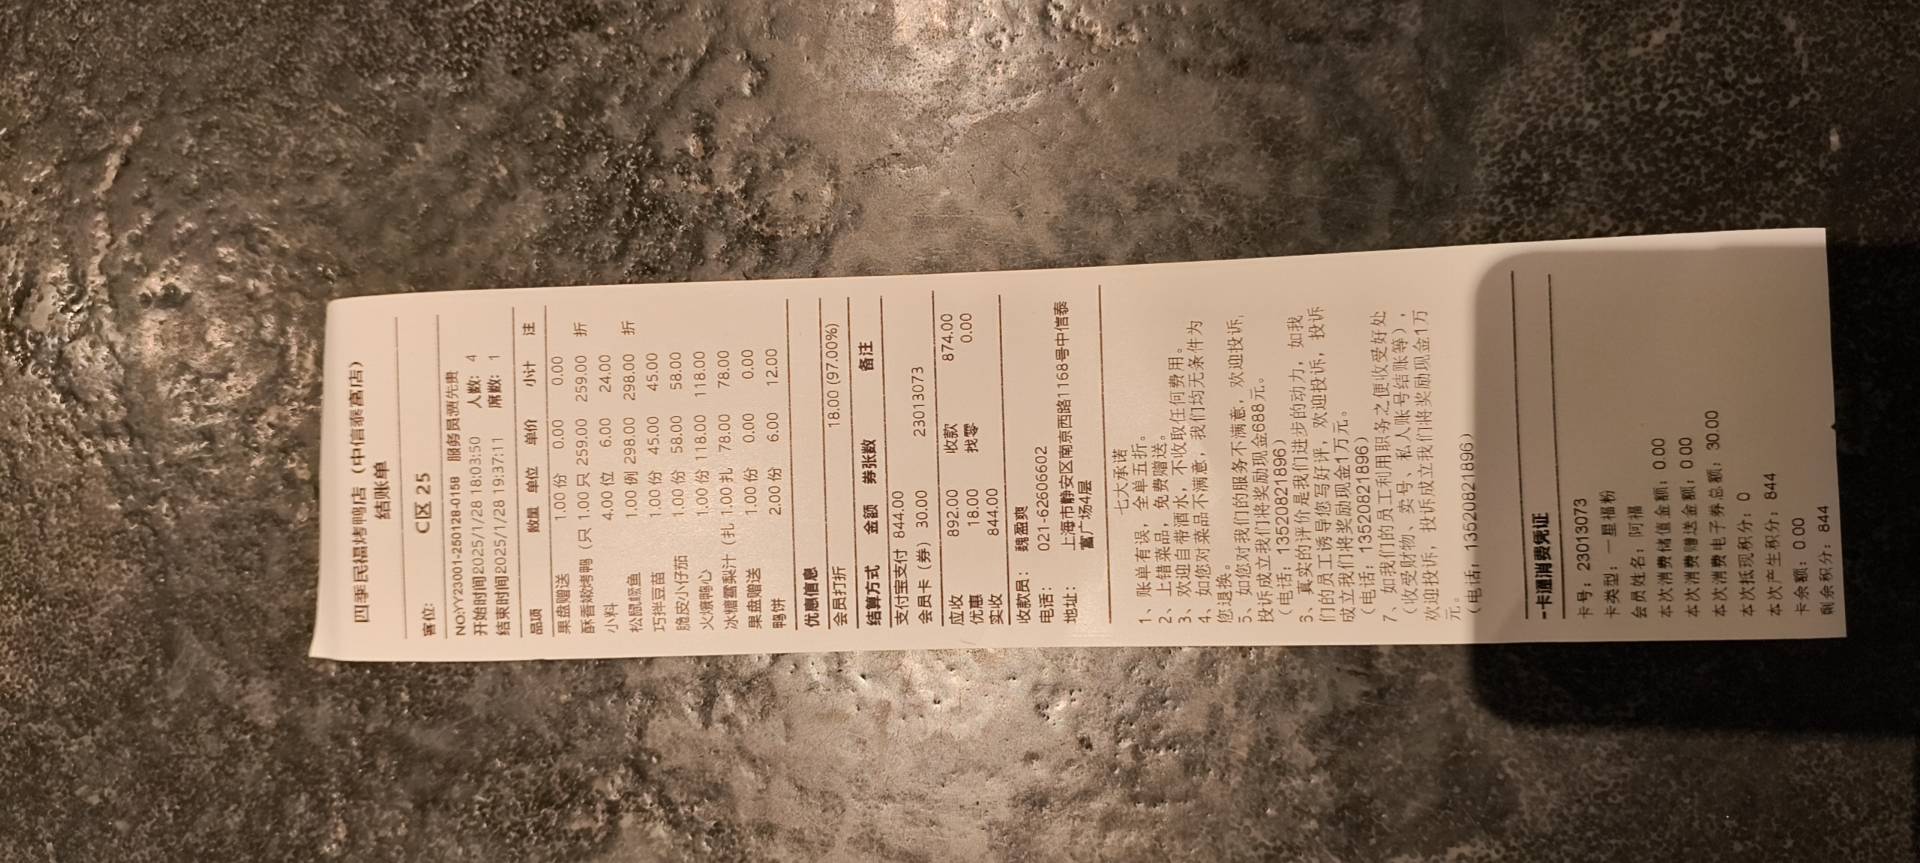 四季民福烤鸭店（中信泰富店）
结账单
客位： C区 25
NO:YY23001-250128-0158 服务员:贾先贵
开始时间2025/1/28 18:03:50 人数： 4
结束时间2025/1/28 19:37:11 席数： 1
品项 数量 单位 单价 小计 注
果盘赠送 1.00 份 0.00 0.00
酥香嫩烤鸭（只 1.00 只 259.00 259.00 折
小料 4.00 位 6.00 24.00
松鼠鳜鱼 1.00 例 298.00 298.00 折
巧拌豆苗 1.00 份 45.00 45.00
脆皮小仔茄 1.00 份 58.00 58.00
火爆鸭心 1.00 份 118.00 118.00
冰糖雪梨汁（扎 1.00 扎 78.00 78.00
果盘赠送 1.00 份 0.00 0.00
鸭饼 2.00 份 6.00 12.00
优惠信息
会员打折 18.00 (97.00%)
结算方式 金额 券张数 备注
支付宝支付 844.00
会员卡（券） 30.00 23013073
应收 892.00 收款 874.00
优惠 18.00 找零 0.00
实收 844.00
收款员： 魏盈爽
电话： 021-62606602
地址： 上海市静安区南京西路1168号中信泰
富广场4层
七大承诺
1、账单有误，全单五折。
2、上错菜品，免费赠送。
3、欢迎自带酒水，不收取任何费用。
4、如您对菜品不满意，我们均无条件为
您退换。
5、如您对我们的服务不满意，欢迎投诉，
投诉成立我们将奖励现金688元。
（电话：13520821896）
6、真实的评价是我们进步的动力，如我
们的员工诱导您写好评，欢迎投诉，投诉
成立我们将奖励现金1万元。
（电话：13520821896）
7、如我们的员工利用职务之便收受好处
（收受财物、卖号、私人账号结账等），
欢迎投诉，投诉成立我们将奖励现金1万
元。
（电话：13520821896）
一卡通消费凭证
卡号：23013073
卡类型：一星福粉
会员姓名：阿福
本次消费储值金额：0.00
本次消费赠送金额：0.00
本次消费电子券总额：30.00
本次抵现积分：0
本次产生积分：844
卡余额：0.00
剩余积分：844